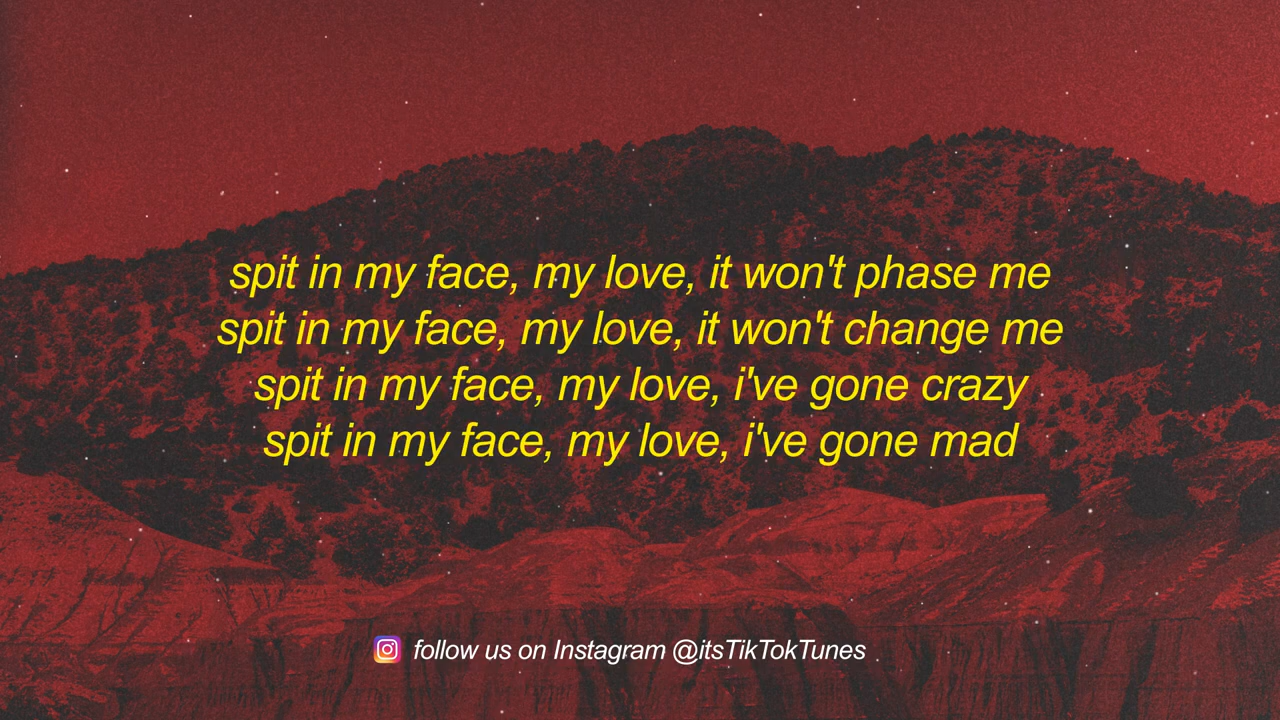 spit in my face, my love, it won't phase me
spit in my face, my love, it won't change me
spit in my face, my love, i've gone crazy
spit in my face, my love, i've gone mad
follow us on Instagram @itsTikTokTunes